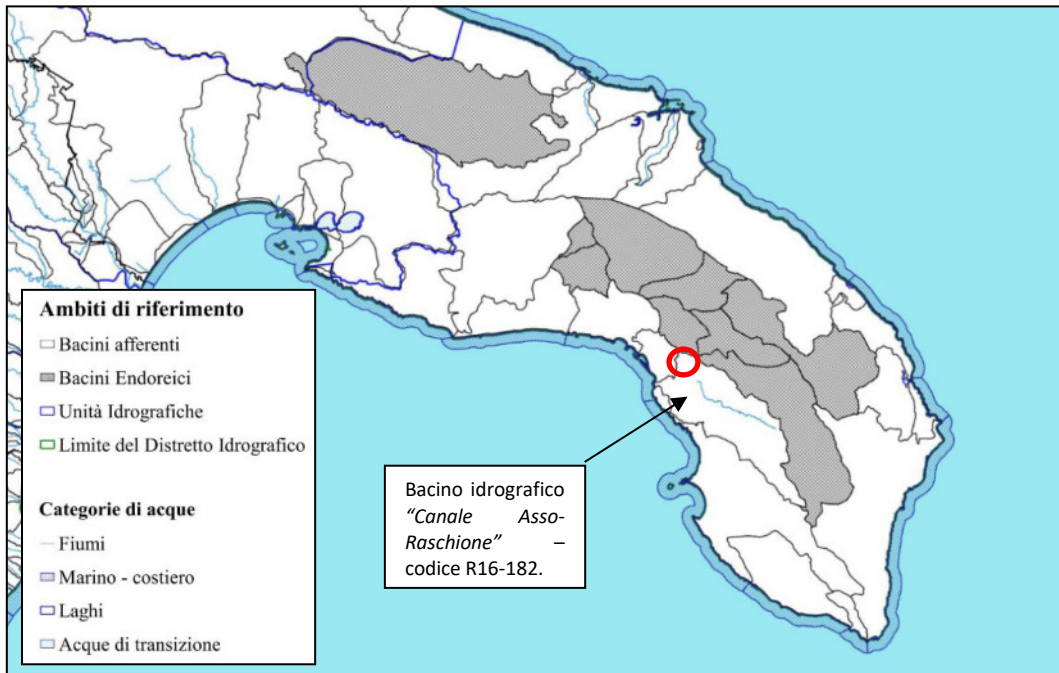 Ambiti di riferimento
Bacini afferenti
Bacini Endoreici
Unità Idrografiche
Limite del Distretto Idrografico
Categorie di acque
Fiumi
Marino - costiero
Laghi
Acque di transizione
Bacino idrografico
“Canale Asso-
Raschione” –
codice R16-182.